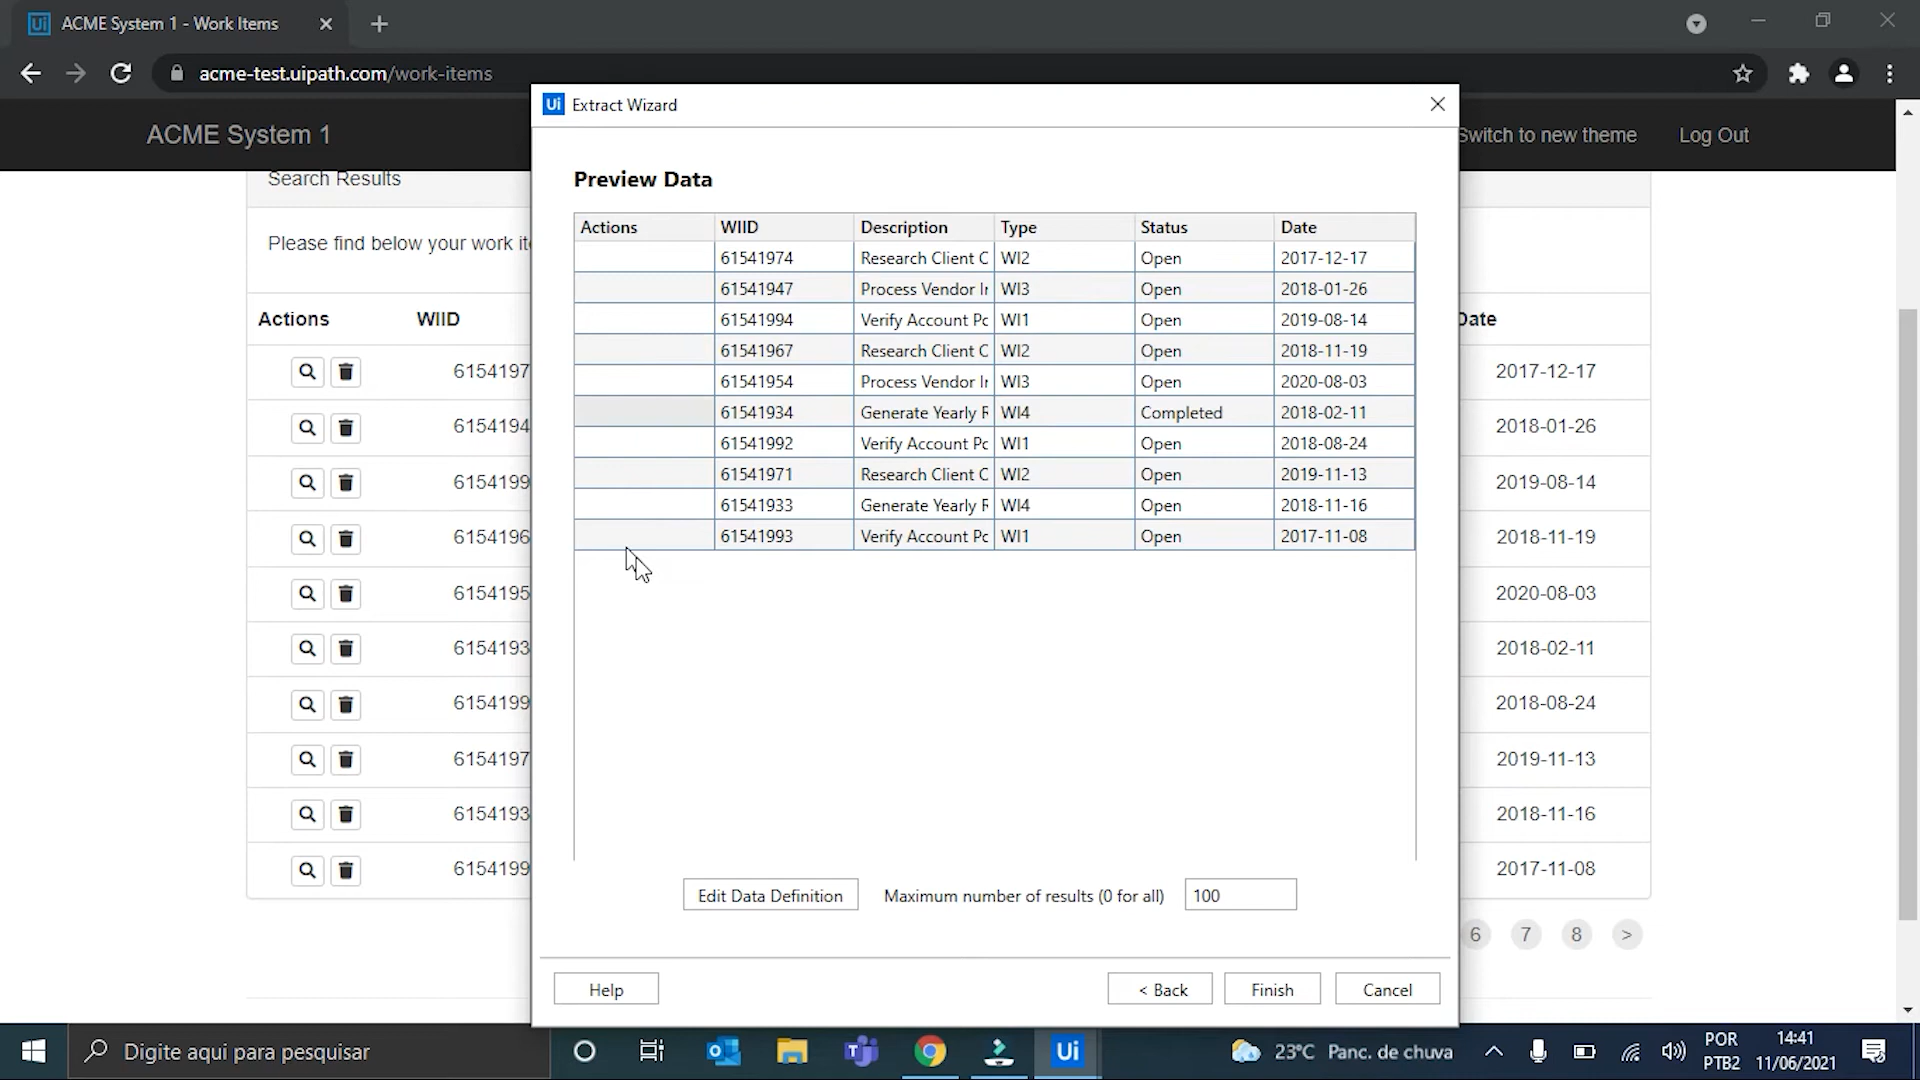 ACME System 1 - Work Items
acme-test.uipath.com/work-items
ACME System 1
Switch to new theme
Log Out
Search Results
Please find below your work
Actions WIID Date
6154197 2017-12-17
6154194 2018-01-26
6154199 2019-08-14
6154196 2018-11-19
6154195 2020-08-03
6154193 2018-02-11
6154199 2018-08-24
6154197 2019-11-13
6154193 2018-11-16
6154199 2017-11-08
6 7 8 >
Ui Extract Wizard
Preview Data
Actions WIID Description Type Status Date
61541974 Research Client C WI2 Open 2017-12-17
61541947 Process Vendor WI3 Open 2018-01-26
61541994 Verify Account Pc WI1 Open 2019-08-14
61541967 Research Client C WI2 Open 2018-11-19
61541954 Process Vendor WI3 Open 2020-08-03
61541934 Generate Yearly WI4 Completed 2018-02-11
61541992 Verify Account Pc WI1 Open 2018-08-24
61541971 Research Client C WI2 Open 2019-11-13
61541933 Generate Yearly WI4 Open 2018-11-16
61541993 Verify Account Pc WI1 Open 2017-11-08
Edit Data Definition Maximum number of results (0 for all) 100
Help < Back Finish Cancel
Digite aqui para pesquisar
Ui
23°C Panc. de chuva
POR
PTB2
14:41
11/06/2021